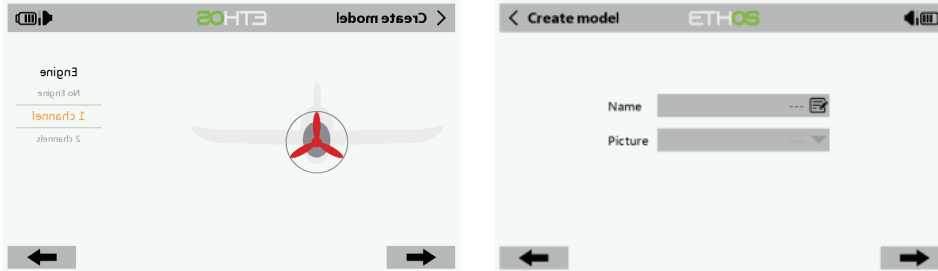 Create model
ETHOS
Engine
No Engine
1 channel
2 channels
Create model
ETHOS
Name ---
Picture ---